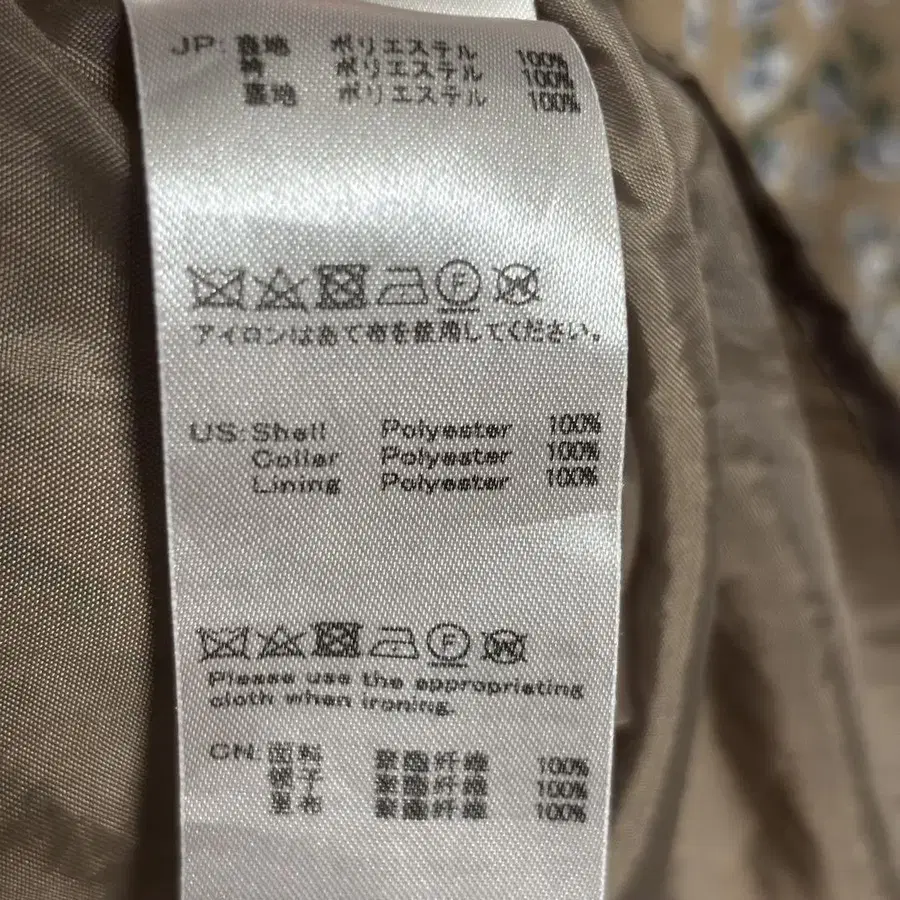 JP: 表地 ポリエステル 100%
衿 ポリエステル 100%
裏地 ポリエステル 100%
F W
アイロンはあて布を使用してください。
US: Shell Polyester 100%
Collar Polyester 100%
Lining Polyester 100%
F W
Please use the appropriating
cloth when ironing.
CN: 面料 聚酯纤维 100%
领子 聚酯纤维 100%
里布 聚酯纤维 100%